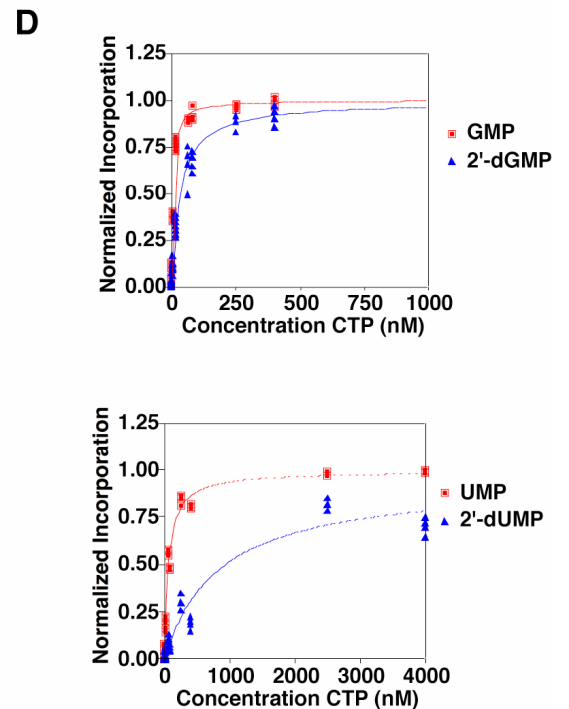 D
Normalized Incorporation
1.25
1.00
0.75
0.50
0.25
0.00
0 250 500 750 1000
Concentration CTP (nM)
GMP
2'-dGMP
Normalized Incorporation
1.25
1.00
0.75
0.50
0.25
0.00
0 1000 2000 3000 4000
Concentration CTP (nM)
UMP
2'-dUMP